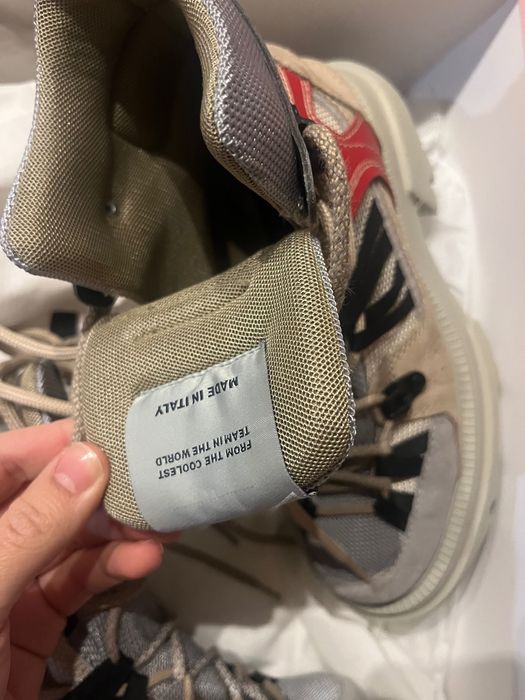 FROM THE COOLEST
TEAM IN THE WORLD
MADE IN ITALY